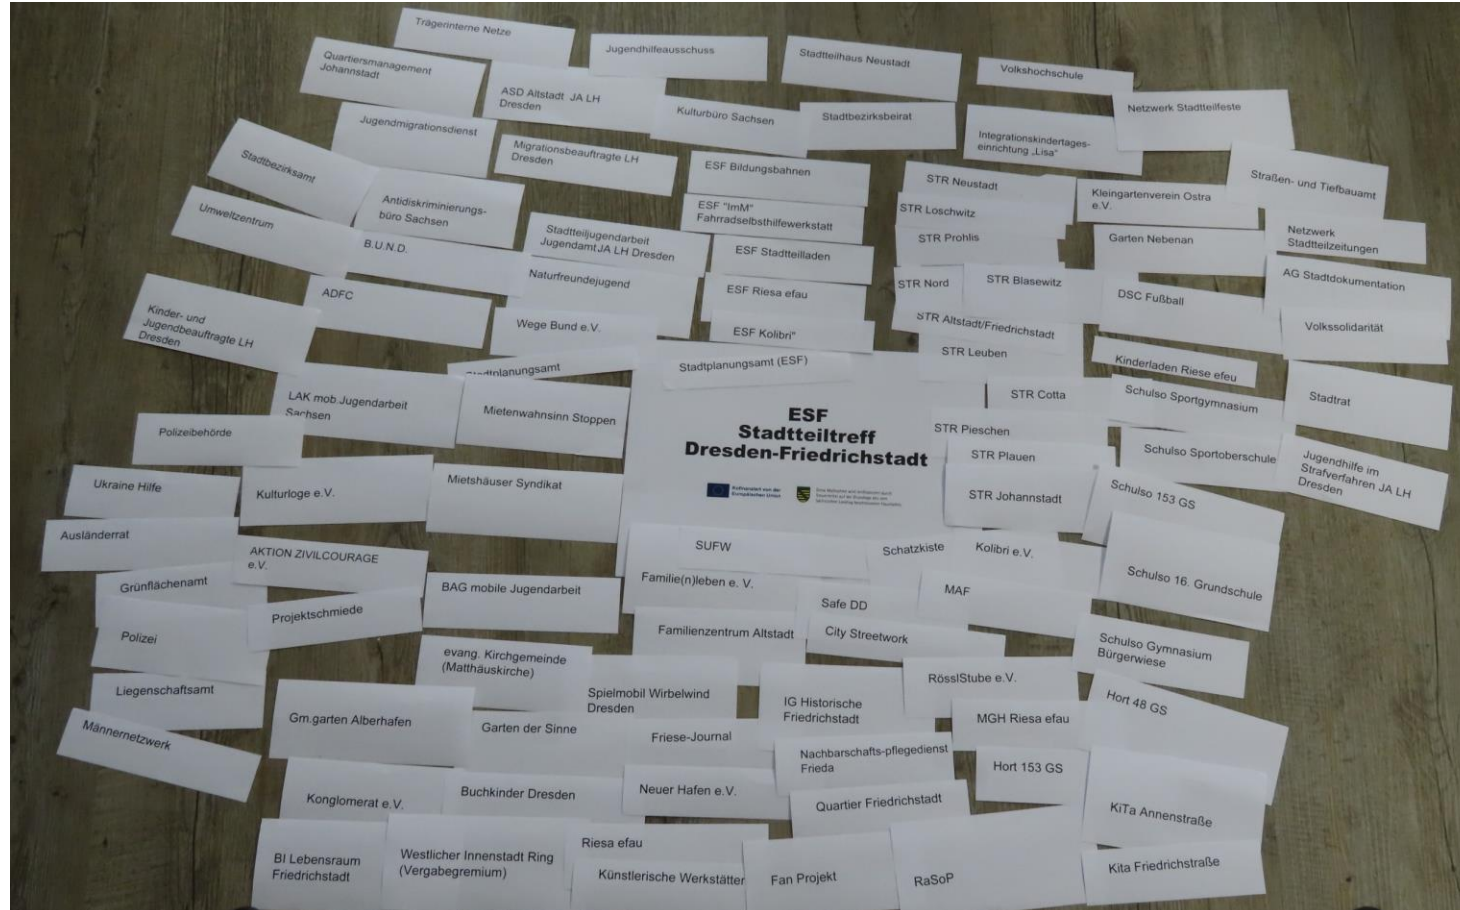 Trägerinterne Netze
Jugendhilfeausschuss
Stadtteilhaus Neustadt
Volkshochschule
Quartiersmanagement
Johannstadt
ASD Altstadt JA LH
Dresden
Kulturbüro Sachsen
Stadtbezirksbeirat
Netzwerk Stadtteilfeste
Jugendmigrationsdienst
Migrationsbeauftragte LH
Dresden
Integrationskindertages-
einrichtung „Lisa“
Stadtbezirksamt
ESF Bildungsbahnen
STR Neustadt
Straßen- und Tiefbauamt
Antidiskriminierungs-
büro Sachsen
ESF "ImM"
Fahrradselbsthilfewerkstatt
STR Loschwitz
Kleingartenverein Ostra
e.V.
Umweltzentrum
B.U.N.D.
Stadtteiljugendarbeit
Jugendamt JA LH Dresden
ESF Stadtteilladen
STR Prohlis
Garten Nebenan
Netzwerk
Stadtteilzeitungen
ADFC
Naturfreundejugend
ESF Riesa efau
STR Nord
STR Blasewitz
DSC Fußball
AG Stadtdokumentation
Kinder- und
Jugendbeauftragte LH
Dresden
Wege Bund e.V.
ESF Kolibri"
STR Altstadt/Friedrichstadt
Volkssolidarität
Stadtplanungsamt
Stadtplanungsamt (ESF)
STR Leuben
Kinderladen Riese efeu
LAK mob Jugendarbeit
Sachsen
Mietenwahnsinn Stoppen
STR Cotta
Schulso Sportgymnasium
Stadtrat
ESF
Stadtteiltreff
Dresden-Friedrichstadt
Polizeibehörde
STR Pieschen
Schulso Sportoberschule
Jugendhilfe im
Strafverfahren JA LH
Dresden
Ukraine Hilfe
Kulturloge e.V.
Mietshäuser Syndikat
Kofinanziert von der
Europäischen Union
STR Plauen
STR Johannstadt
Schulso 153 GS
Ausländerrat
AKTION ZIVILCOURAGE
e.V.
SUFW
Schatzkiste
Kolibri e.V.
Grünflächenamt
BAG mobile Jugendarbeit
Familie(n)leben e. V.
MAF
Schulso 16. Grundschule
Projektschmiede
Safe DD
Polizei
Familienzentrum Altstadt
City Streetwork
Schulso Gymnasium
Bürgerwiese
evang. Kirchgemeinde
(Matthäuskirche)
Liegenschaftsamt
Spielmobil Wirbelwind
Dresden
IG Historische
Friedrichstadt
RösslStube e.V.
Hort 48 GS
Männernetzwerk
Gm.garten Alberhafen
Garten der Sinne
Friese-Journal
MGH Riesa efau
Nachbarschafts-pflegedienst
Frieda
Hort 153 GS
Konglomerat e.V.
Buchkinder Dresden
Neuer Hafen e.V.
Quartier Friedrichstadt
KiTa Annenstraße
BI Lebensraum
Friedrichstadt
Westlicher Innenstadt Ring
(Vergabegremium)
Riesa efau
Künstlerische Werkstätten
Fan Projekt
RaSoP
Kita Friedrichstraße